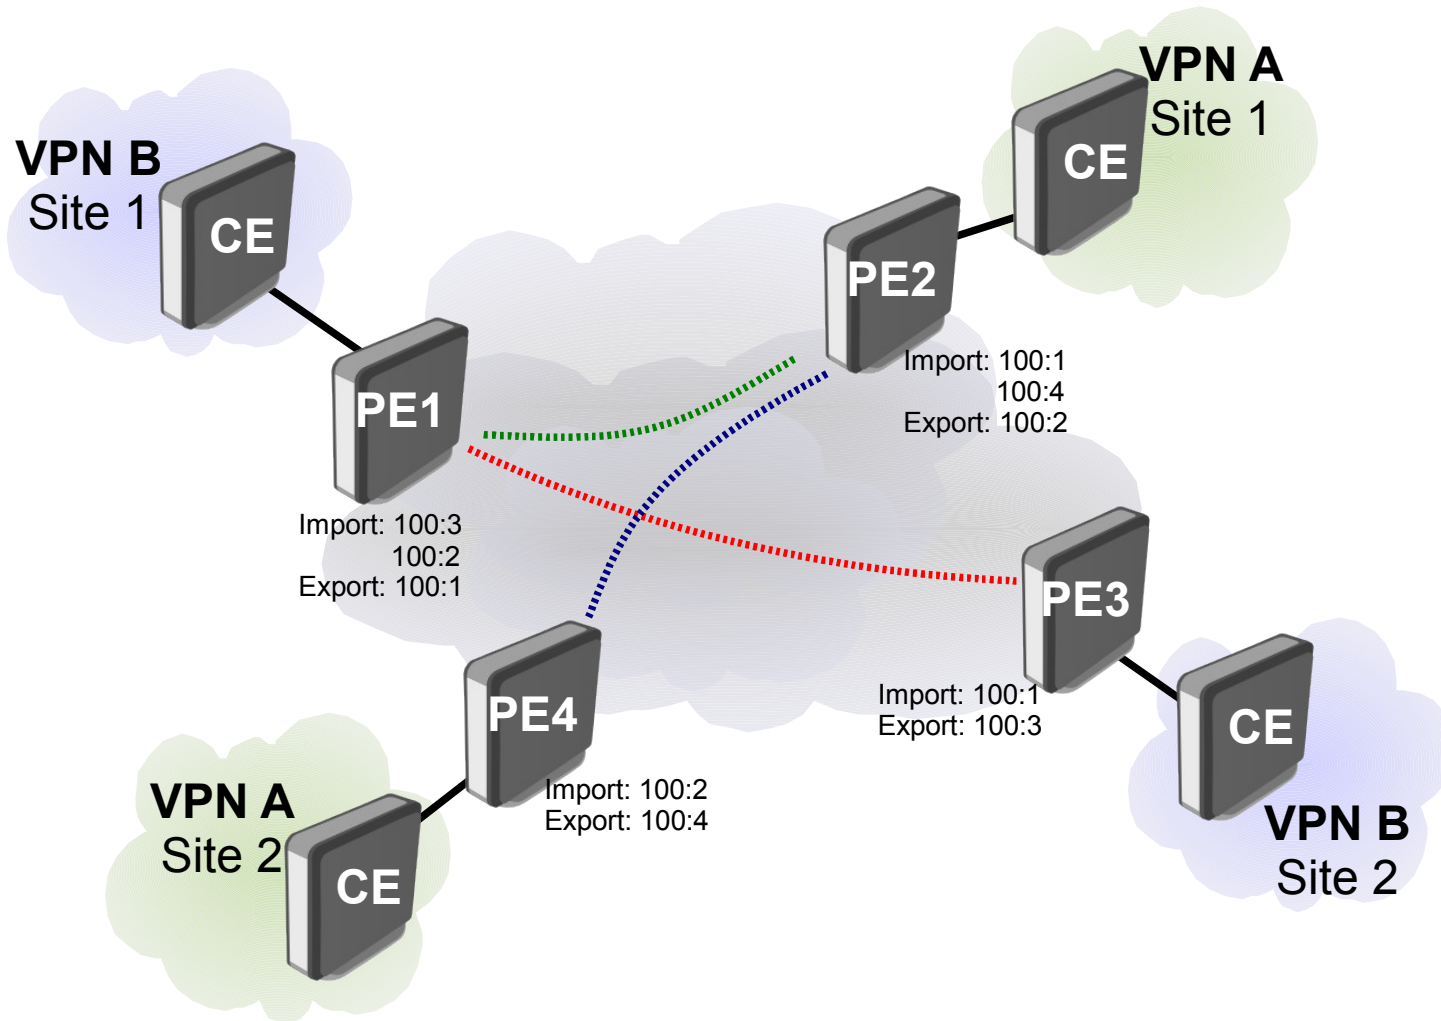 VPN A
Site 1
CE
VPN B
Site 1
CE
PE2
Import: 100:1
100:4
Export: 100:2
PE1
Import: 100:3
100:2
Export: 100:1
PE3
Import: 100:1
Export: 100:3
PE4
Import: 100:2
Export: 100:4
CE
VPN B
Site 2
VPN A
Site 2
CE